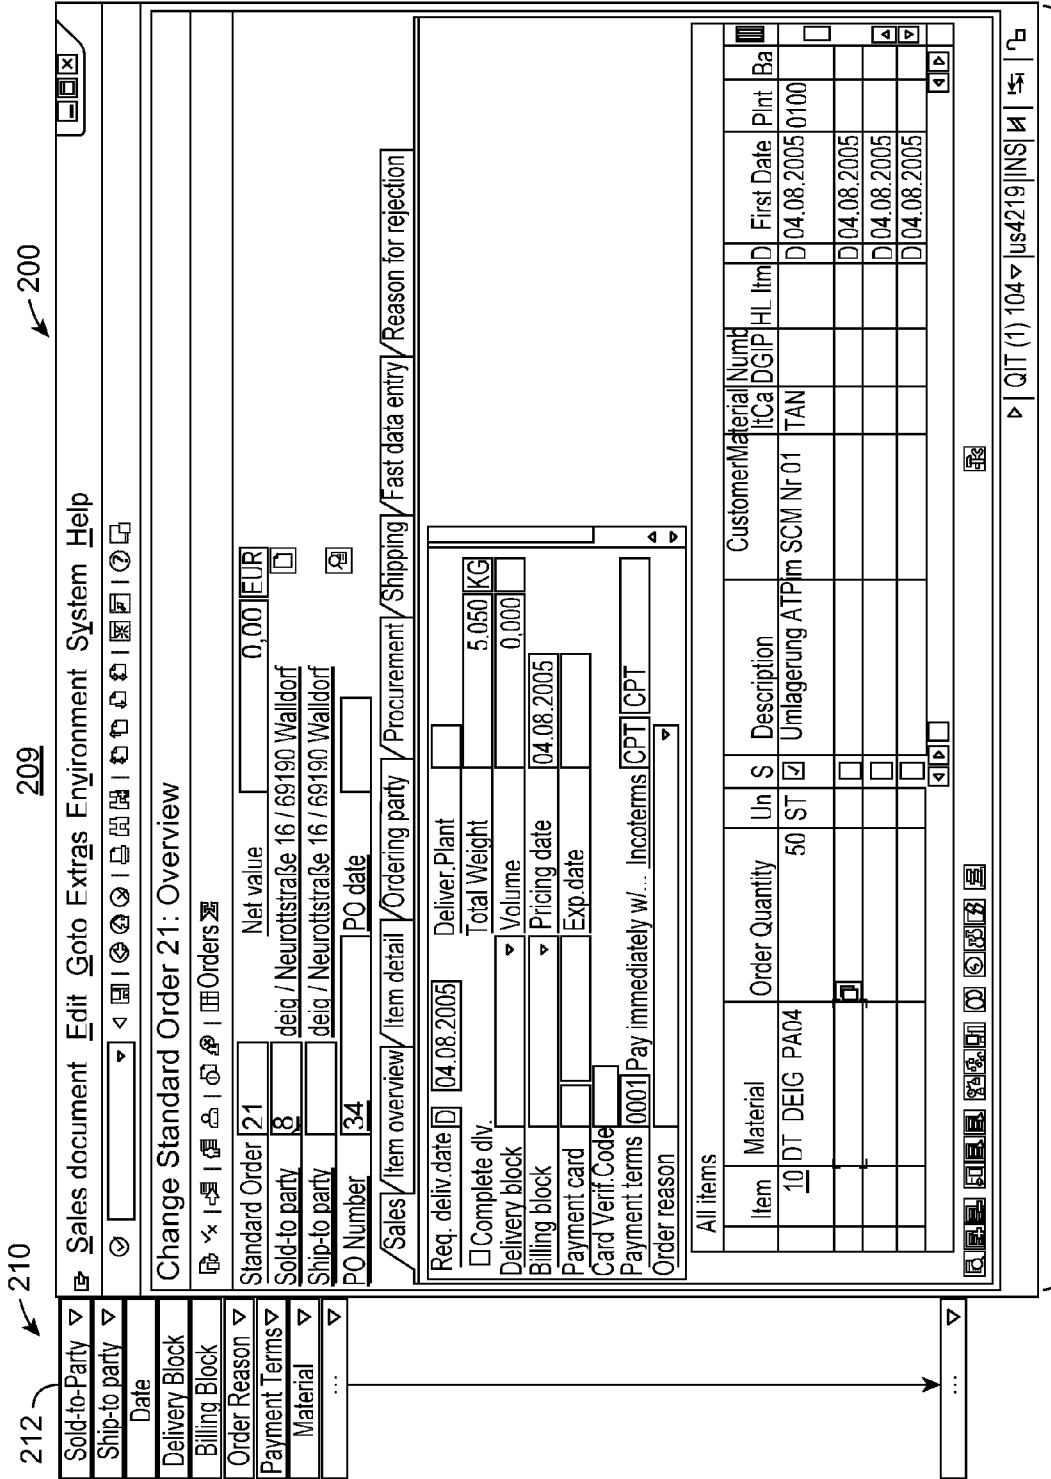 200
209
210
212
Sold-to-Party
Ship-to party
Date
Delivery Block
Billing Block
Order Reason
Payment Terms
Material
...
...
Sales document Edit Goto Extras Environment System Help
Change Standard Order 21: Overview
Orders
Standard Order 21 Net value 0,00 EUR
Sold-to party 8 deig / Neurottstraße 16 / 69190 Walldorf
Ship-to party deig / Neurottstraße 16 / 69190 Walldorf
PO Number 34 PO date
Sales Item overview Item detail Ordering party Procurement Shipping Fast data entry Reason for rejection
Req. deliv.date D 04.08.2005 Deliver.Plant
Complete dlv. Total Weight 5.050 KG
Delivery block Volume 0,000
Billing block Pricing date 04.08.2005
Payment card Exp.date
Card Verif.Code
Payment terms 0001 Pay immediately w/... Incoterms CPT CPT
Order reason
All items
Item Material Order Quantity Un S Description CustomerMaterial Numb ItCa DGIP HL Itm D First Date Plnt Ba
10 DT DEIG PA04 50 ST Umlagerung ATPim SCM Nr 01 TAN D 04.08.2005 0100
D 04.08.2005
D 04.08.2005
D 04.08.2005
QIT (1) 104 us4219 INS